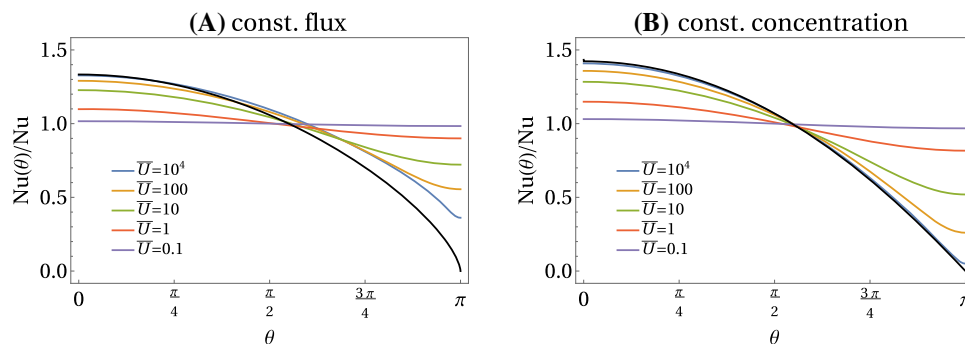 (A) const. flux
1.5
1.0
0.5
0.0
Nu(θ)/Nu
U̅=10⁴
U̅=100
U̅=10
U̅=1
U̅=0.1
0
π/4
π/2
3π/4
π
θ
(B) const. concentration
1.5
1.0
0.5
0.0
Nu(θ)/Nu
U̅=10⁴
U̅=100
U̅=10
U̅=1
U̅=0.1
0
π/4
π/2
3π/4
π
θ